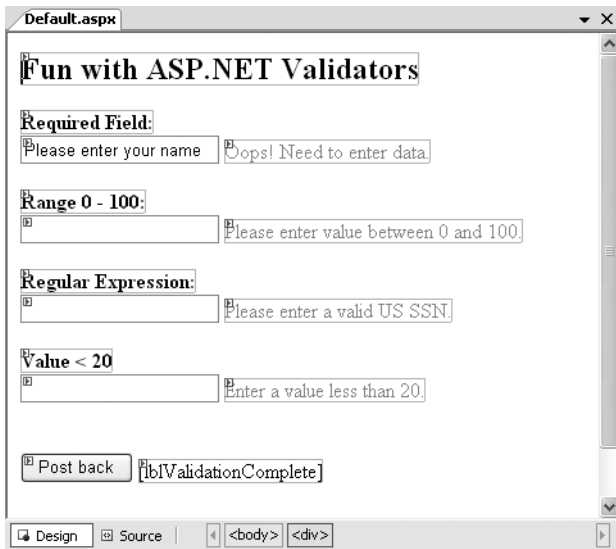 Default.aspx
Fun with ASP.NET Validators
Required Field:
Please enter your name Oops! Need to enter data.
Range 0 - 100:
Please enter value between 0 and 100.
Regular Expression:
Please enter a valid US SSN.
Value < 20
Enter a value less than 20.
Post back [lblValidationComplete]
Design Source <body> <div>